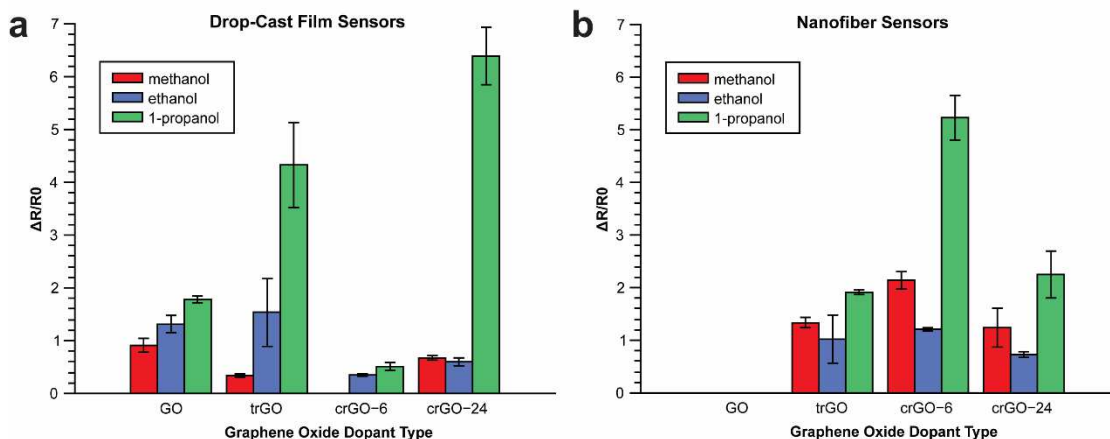 a
Drop-Cast Film Sensors
7
6
5
4
3
2
1
0
ΔR/R0
methanol
ethanol
1-propanol
GO trGO crGO−6 crGO−24
Graphene Oxide Dopant Type
b
Nanofiber Sensors
7
6
5
4
3
2
1
0
ΔR/R0
methanol
ethanol
1-propanol
GO trGO crGO−6 crGO−24
Graphene Oxide Dopant Type